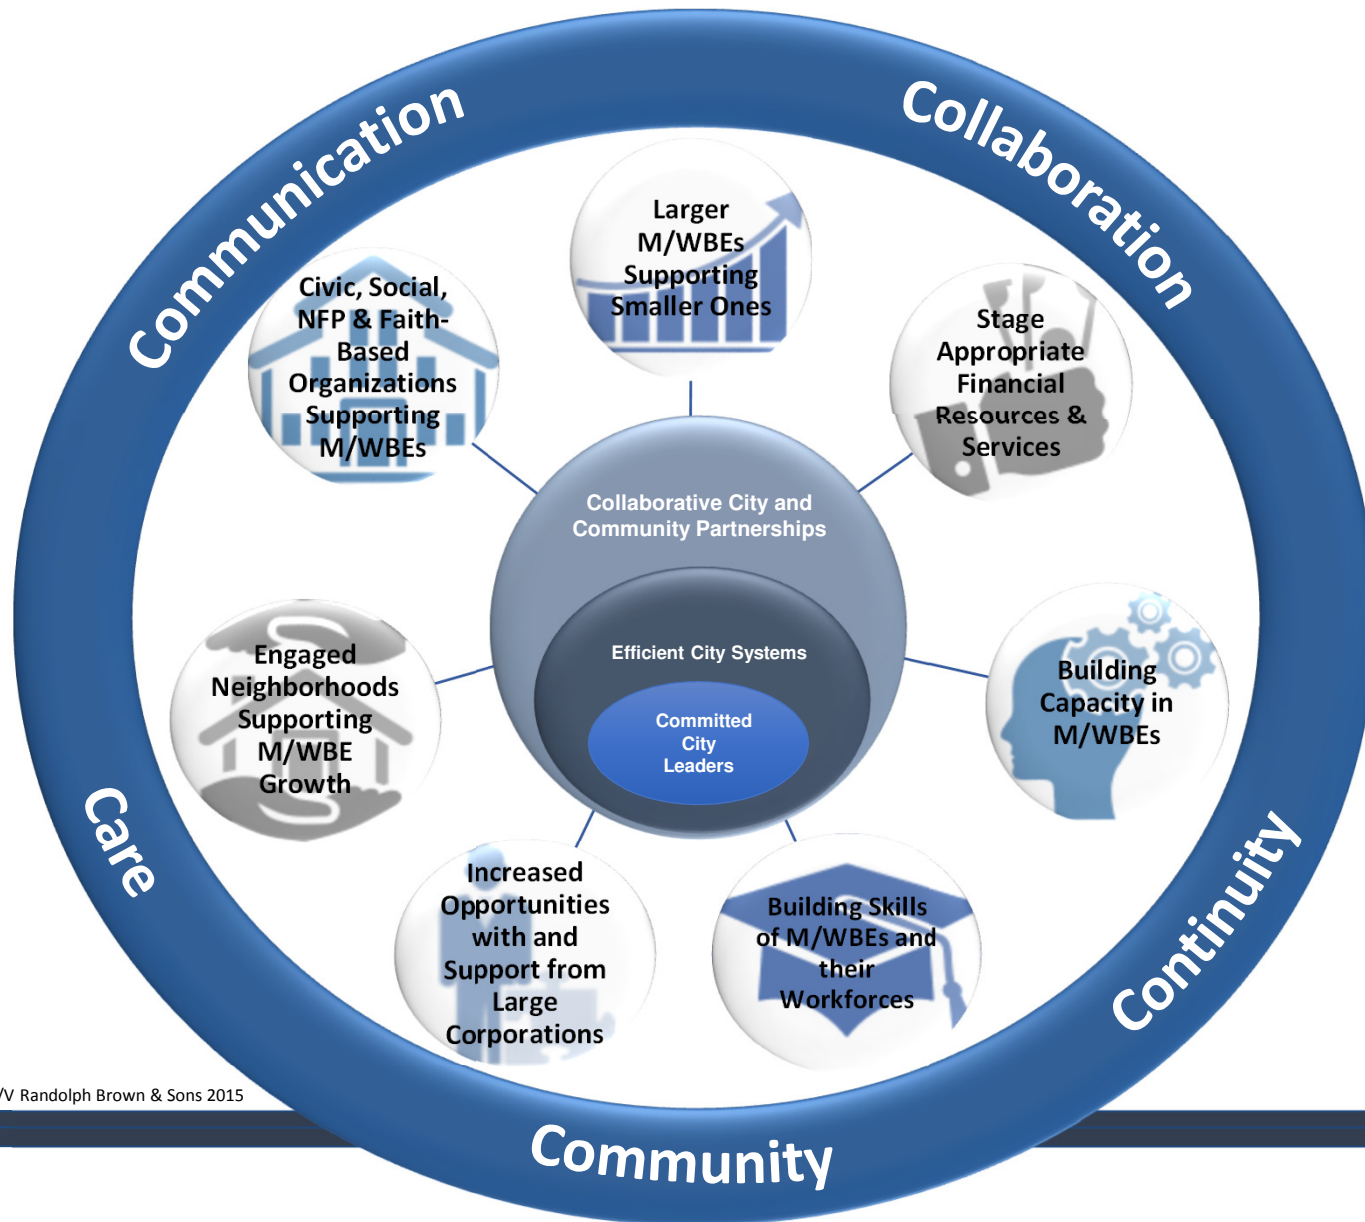 Communication
Collaboration
Larger
M/WBEs
Supporting
Smaller Ones
Civic, Social,
NFP & Faith-
Based
Organizations
Supporting
M/WBEs
Stage
Appropriate
Financial
Resources &
Services
Collaborative City and
Community Partnerships
Efficient City Systems
Committed
City
Leaders
Engaged
Neighborhoods
Supporting
M/WBE
Growth
Building
Capacity in
M/WBEs
Care
Continuity
Increased
Opportunities
with and
Support from
Large
Corporations
Building Skills
of M/WBEs and
their
Workforces
/V Randolph Brown & Sons 2015
Community